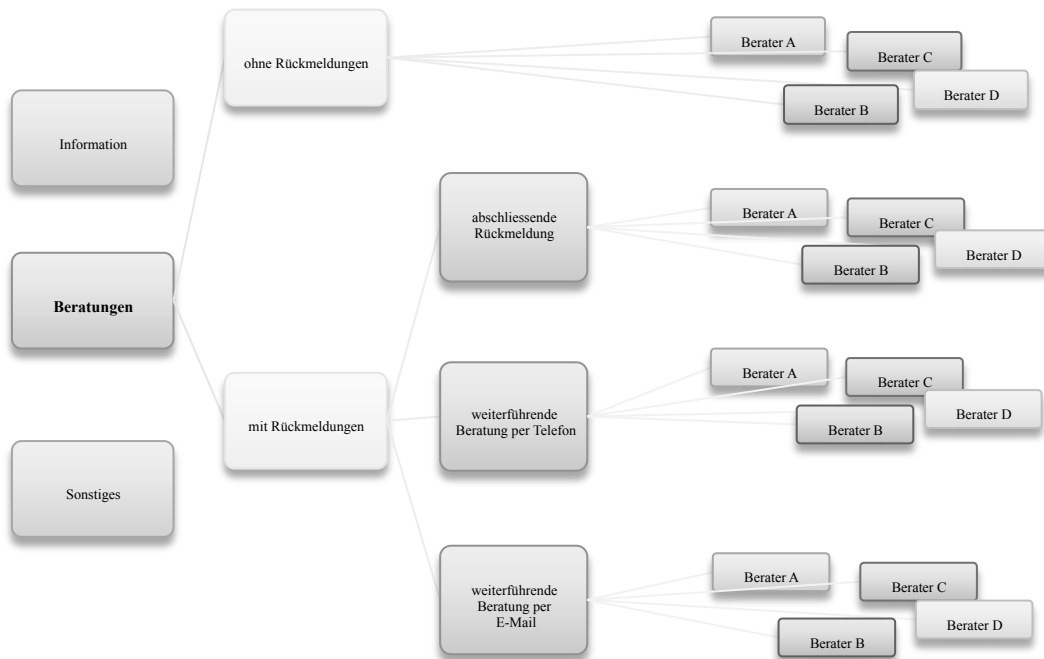 Information
Beratungen
Sonstiges
ohne Rückmeldungen
mit Rückmeldungen
abschliessende
Rückmeldung
weiterführende
Beratung per Telefon
weiterführende
Beratung per
E-Mail
Berater A
Berater C
Berater D
Berater B
Berater A
Berater C
Berater D
Berater B
Berater A
Berater C
Berater D
Berater B
Berater A
Berater C
Berater D
Berater B